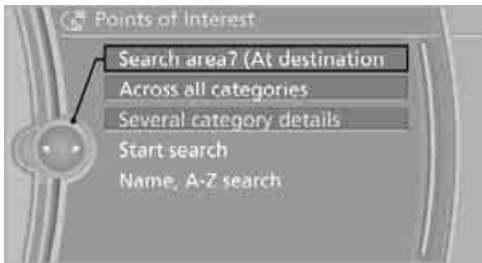 Points of Interest
Search area? (At destination
Across all categories
Several category details
Start search
Name, A-Z search